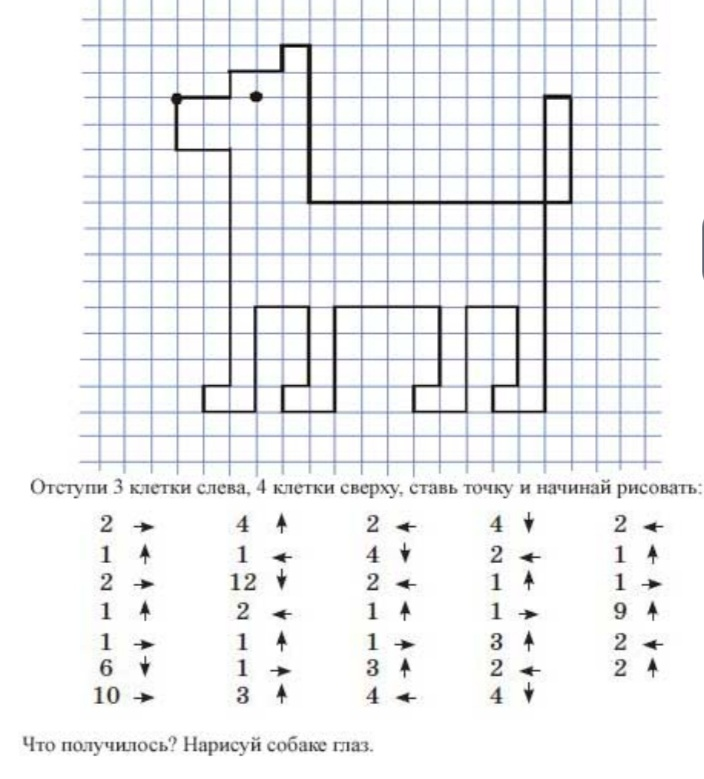 Отступи 3 клетки слева, 4 клетки сверху, ставь точку и начинай рисовать:
2 → 4 ↑ 2 ← 4 ↓ 2 ←
1 ↑ 1 ← 4 ↓ 2 ← 1 ↑
2 → 12 ↓ 2 ← 1 ↑ 1 →
1 ↑ 2 ← 1 ↑ 1 → 9 ↑
1 → 1 ↑ 1 → 3 ↑ 2 ←
6 ↓ 1 → 3 ↑ 2 ← 2 ↑
10 → 3 ↑ 4 ← 4 ↓
Что получилось? Нарисуй собаке глаз.